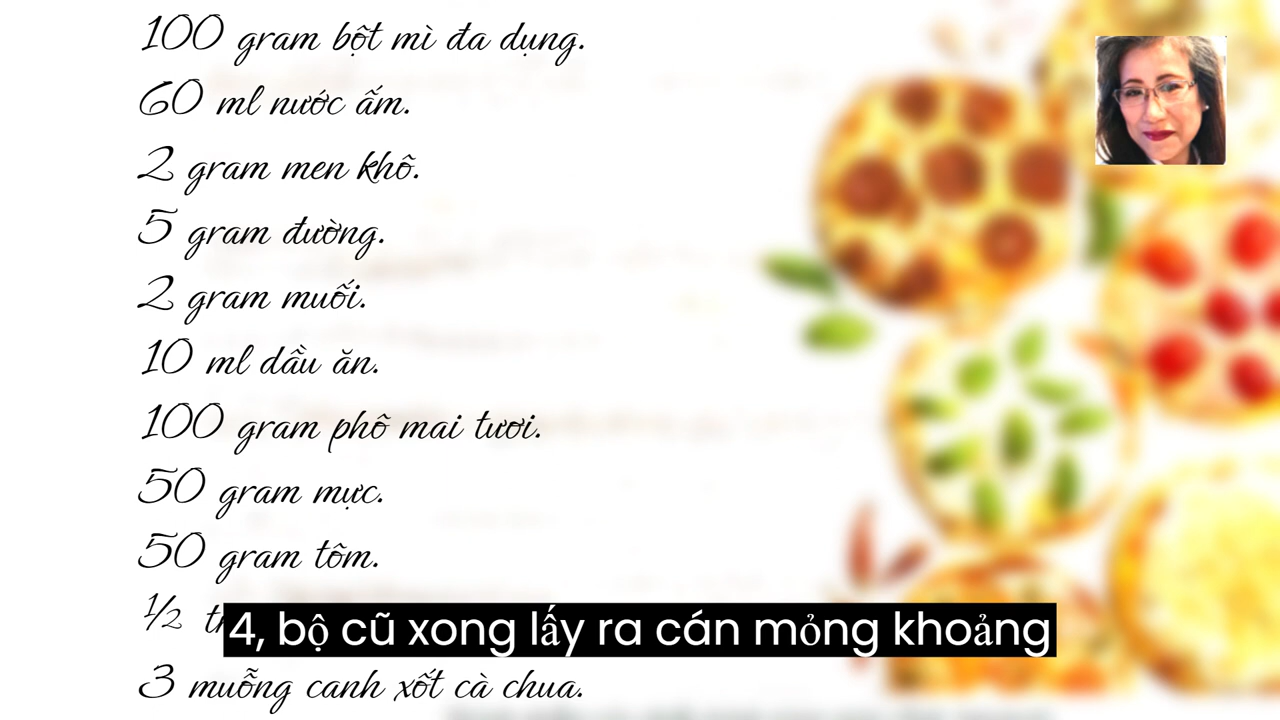 100 gram bột mì đa dụng.
60 ml nước ấm.
2 gram men khô.
5 gram đường.
2 gram muối.
10 ml dầu ăn.
100 gram phô mai tươi.
50 gram mực.
50 gram tôm.
½
4, bộ cũ xong lấy ra cán mỏng khoảng
3 muỗng canh xốt cà chua.